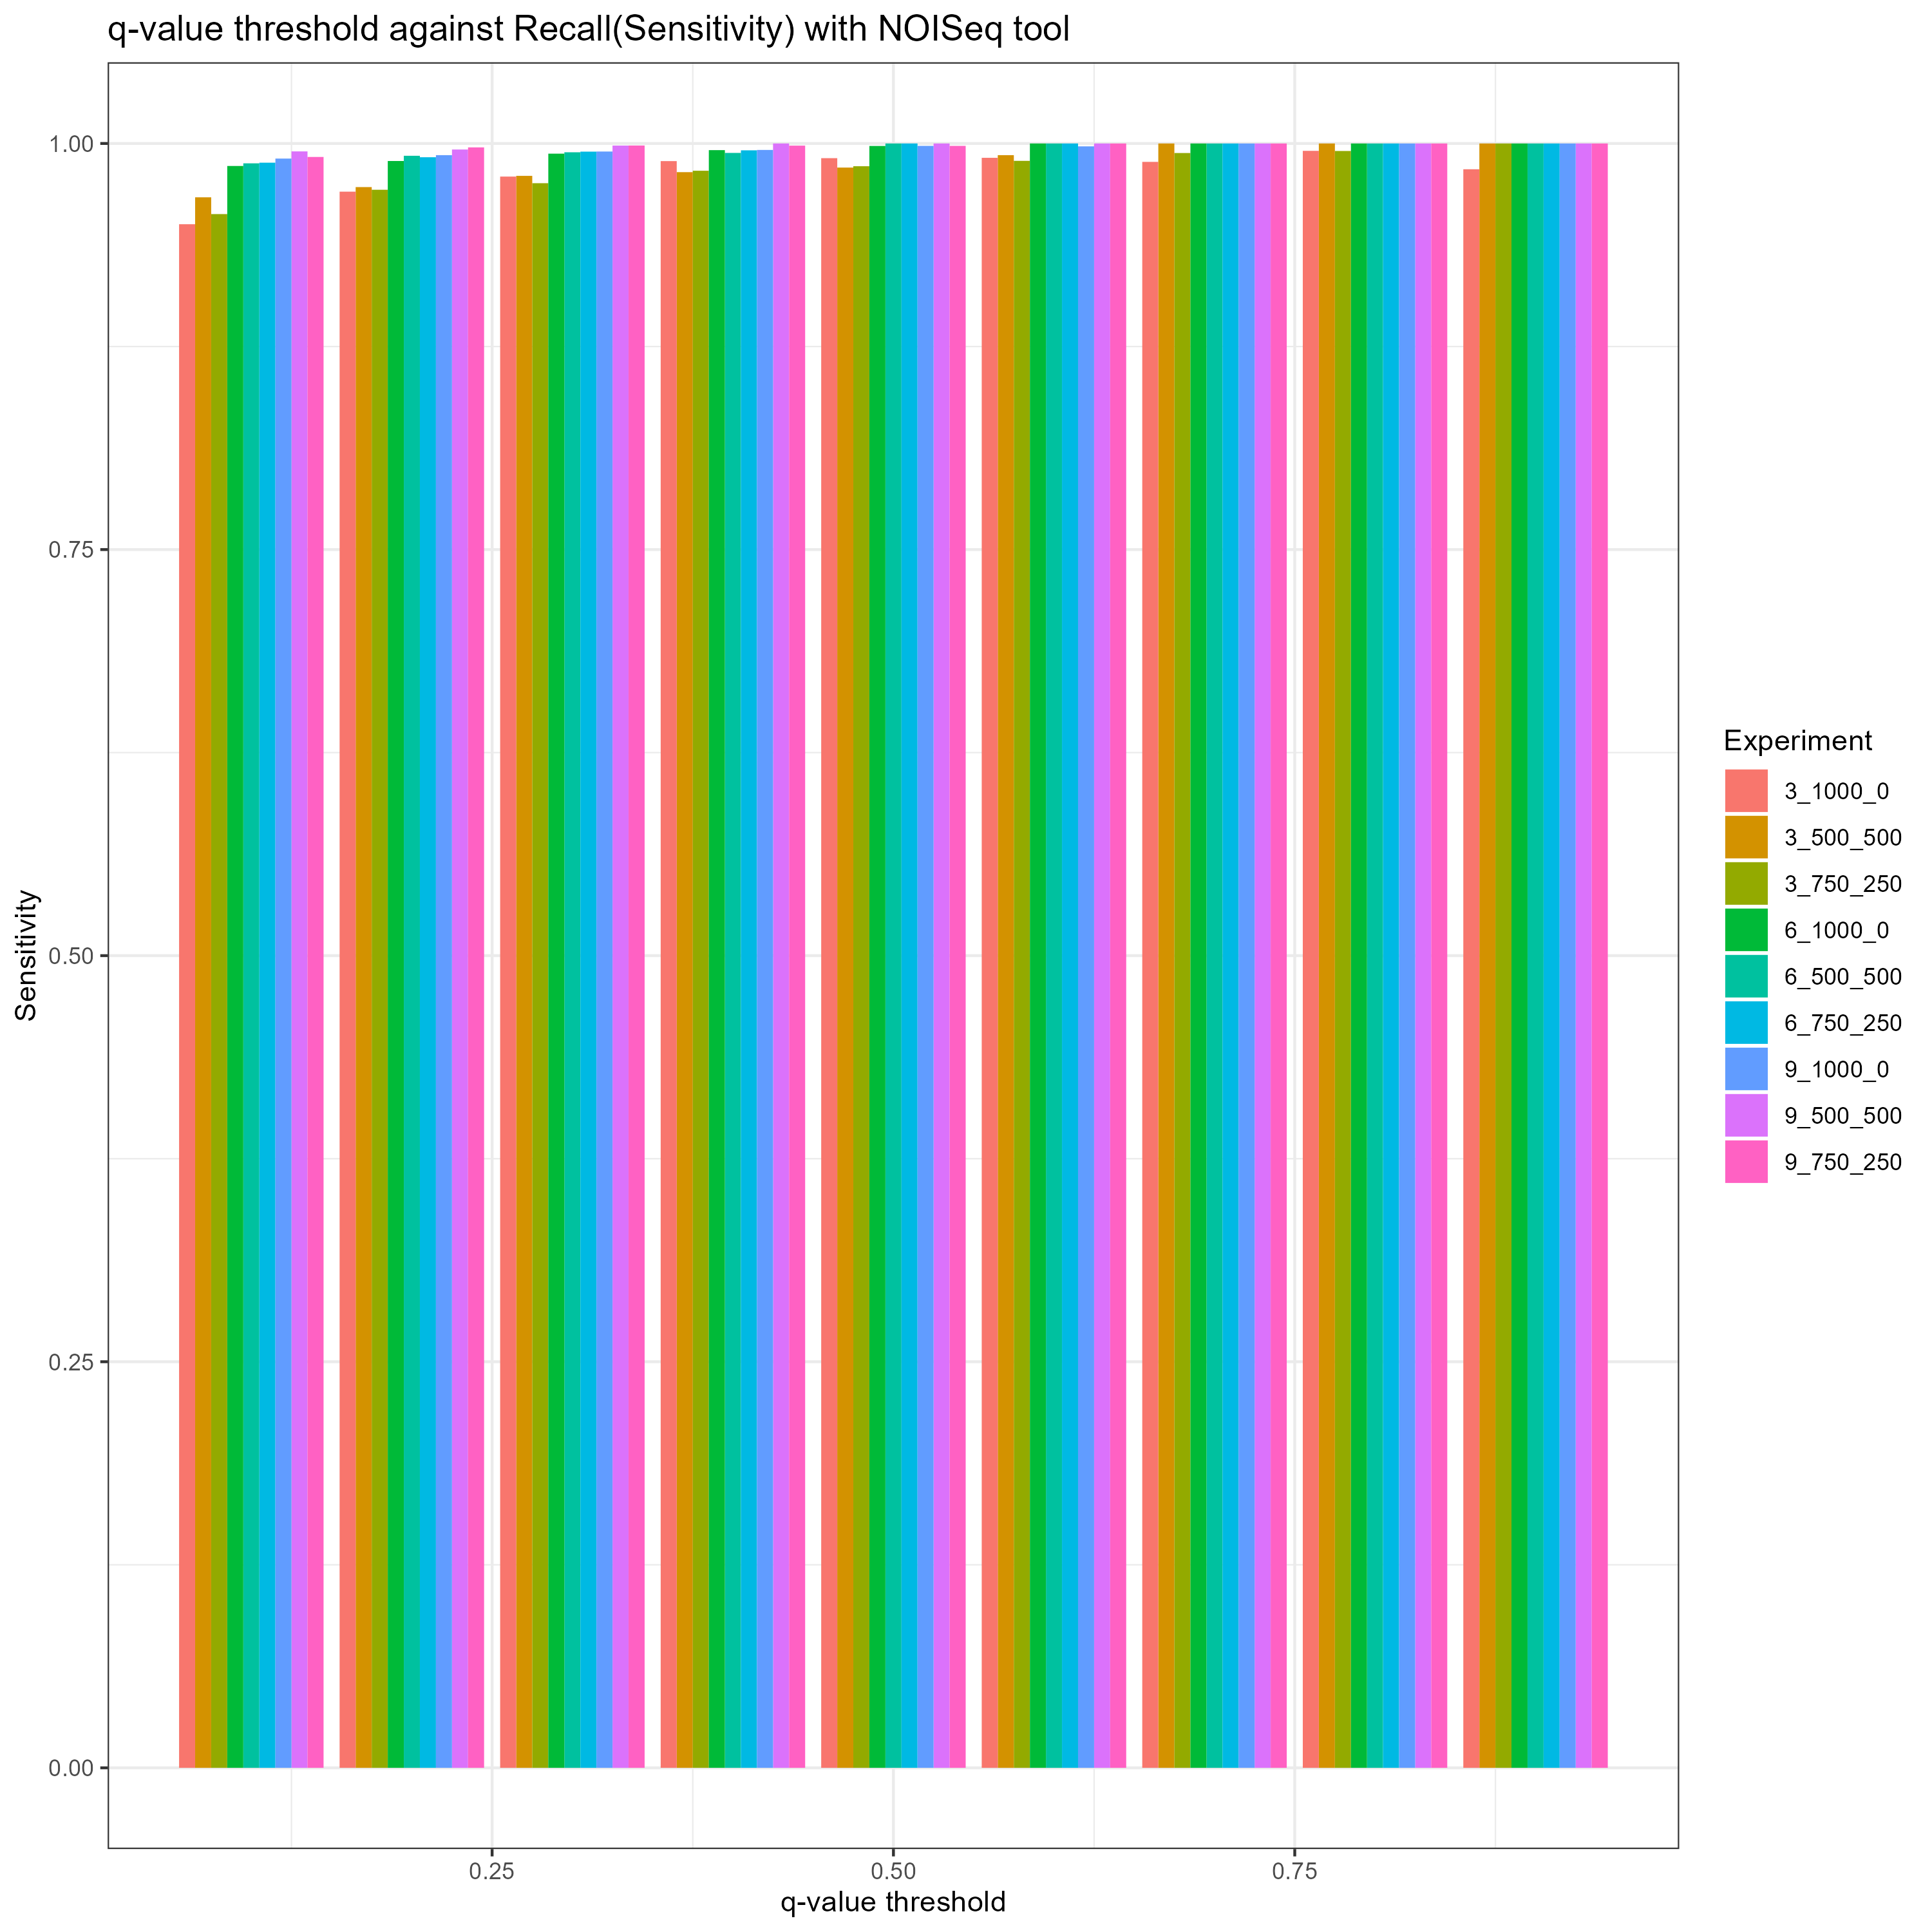 q-value threshold against Recall(Sensitivity) with NOISeq tool
1.00
0.75
0.50
0.25
0.00
Sensitivity
0.25 0.50 0.75
q-value threshold
Experiment
3_1000_0
3_500_500
3_750_250
6_1000_0
6_500_500
6_750_250
9_1000_0
9_500_500
9_750_250